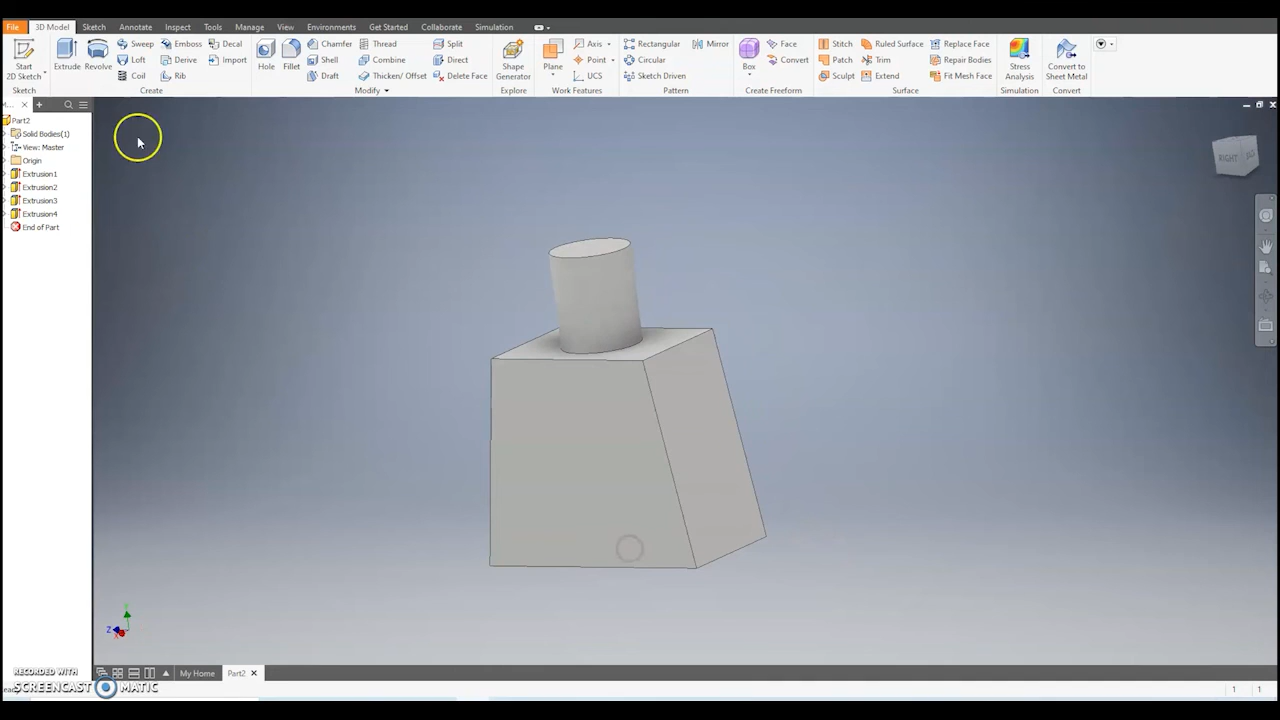 File 3D Model Sketch Annotate Inspect Tools Manage View Environments Get Started Collaborate Simulation
Start 2D Sketch
Sketch
Extrude Revolve Sweep Emboss Decal
Loft Derive Import
Coil Rib
Create
Hole Fillet Chamfer Thread Split
Shell Combine Direct
Draft Thicken/ Offset Delete Face
Modify
Shape Generator
Explore
Plane Axis
Point
UCS
Work Features
Rectangular Mirror
Circular
Sketch Driven
Pattern
Box Face
Convert
Create Freeform
Stitch Ruled Surface Replace Face
Patch Trim Repair Bodies
Sculpt Extend Fit Mesh Face
Surface
Stress Analysis
Simulation
Convert to Sheet Metal
Convert
M...
Part2
Solid Bodies(1)
View: Master
Origin
Extrusion1
Extrusion2
Extrusion3
Extrusion4
End of Part
RIGHT
Y
Z
X
My Home Part2
RECORDED WITH
SCREENCAST MATIC
1 1